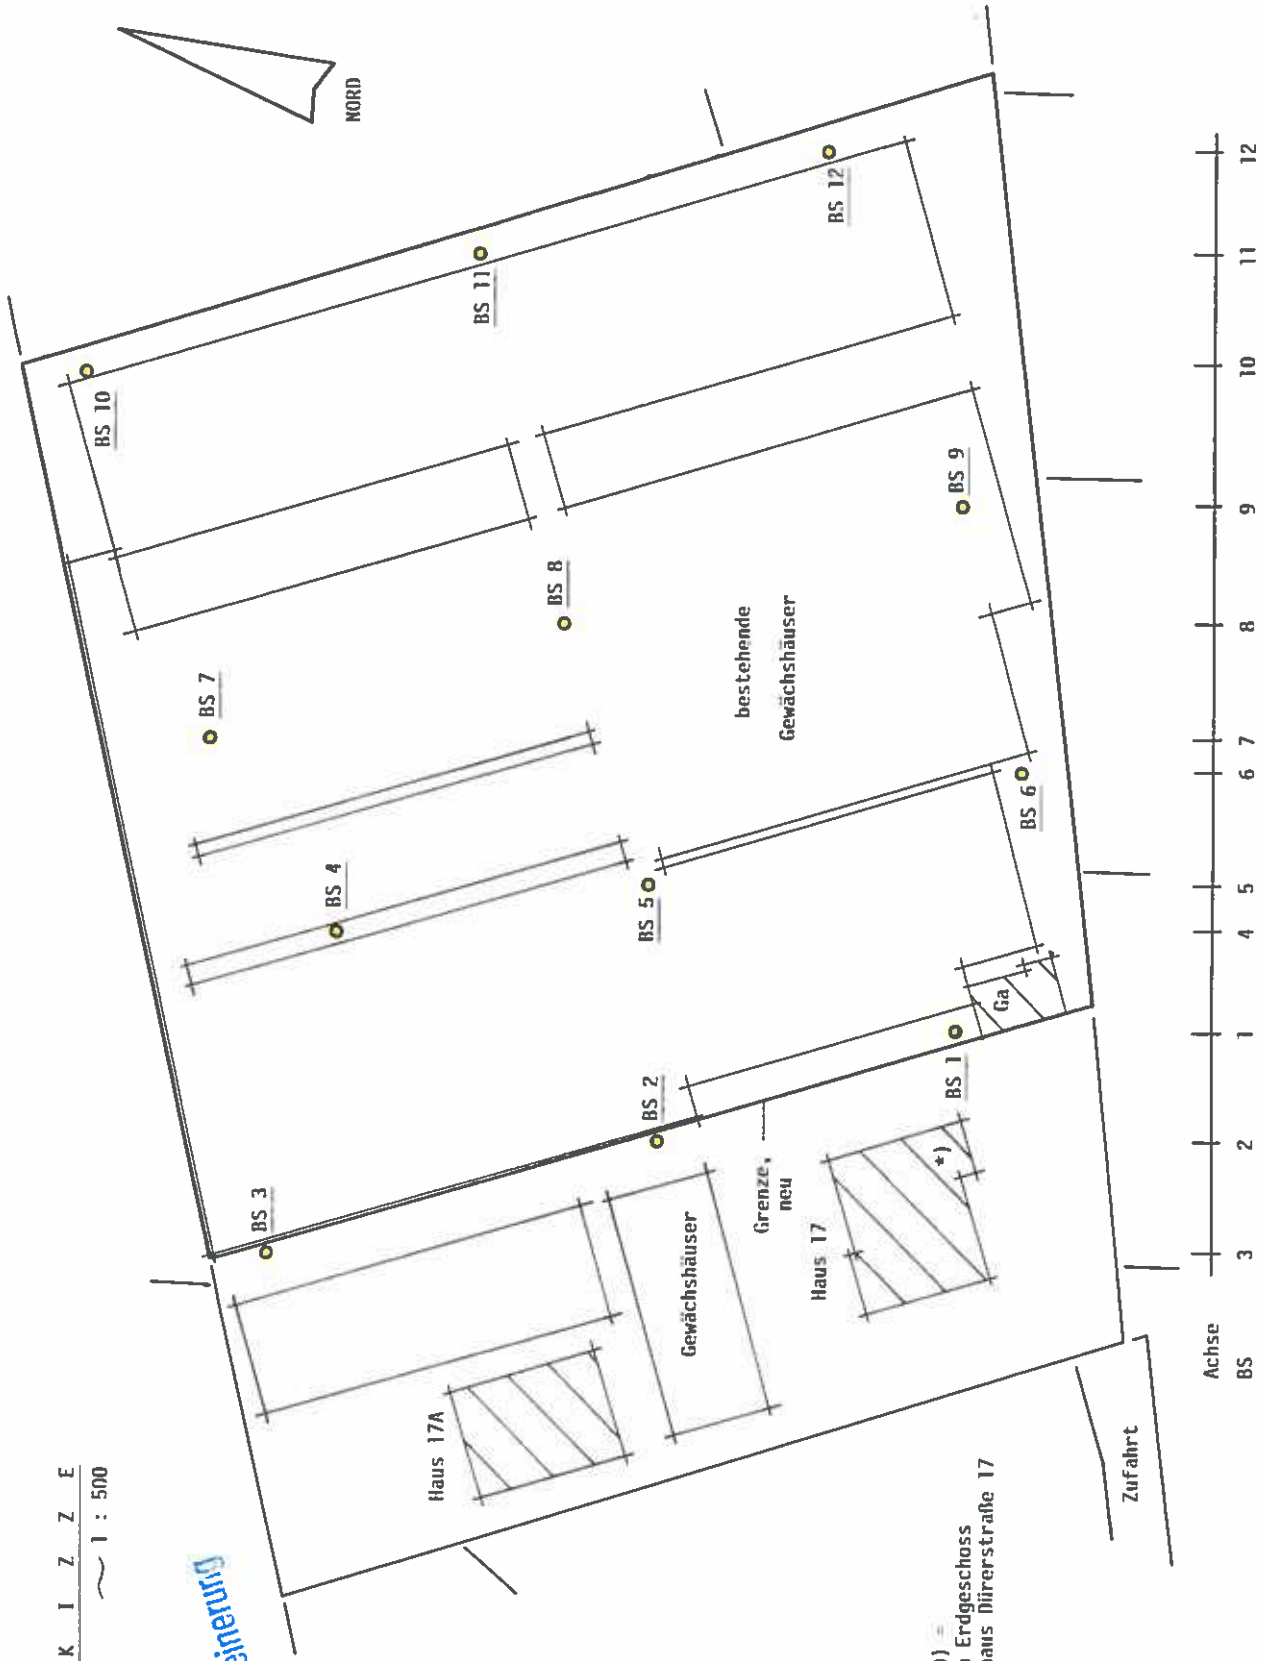 K I Z Z E
~ 1 : 500
NORD
BS 10
BS 11
BS 12
BS 7
BS 8
BS 9
BS 4
BS 5
BS 6
bestehende
Gewächshäuser
BS 3
BS 2
BS 1
Ga
Grenze,
neu
Gewächshäuser
Haus 17
*)
Haus 17A
Zufahrt
Erdgeschoss
haus Dürerstraße 17
Achse
BS
3 2 1 4 5 6 7 8 9 10 11 12